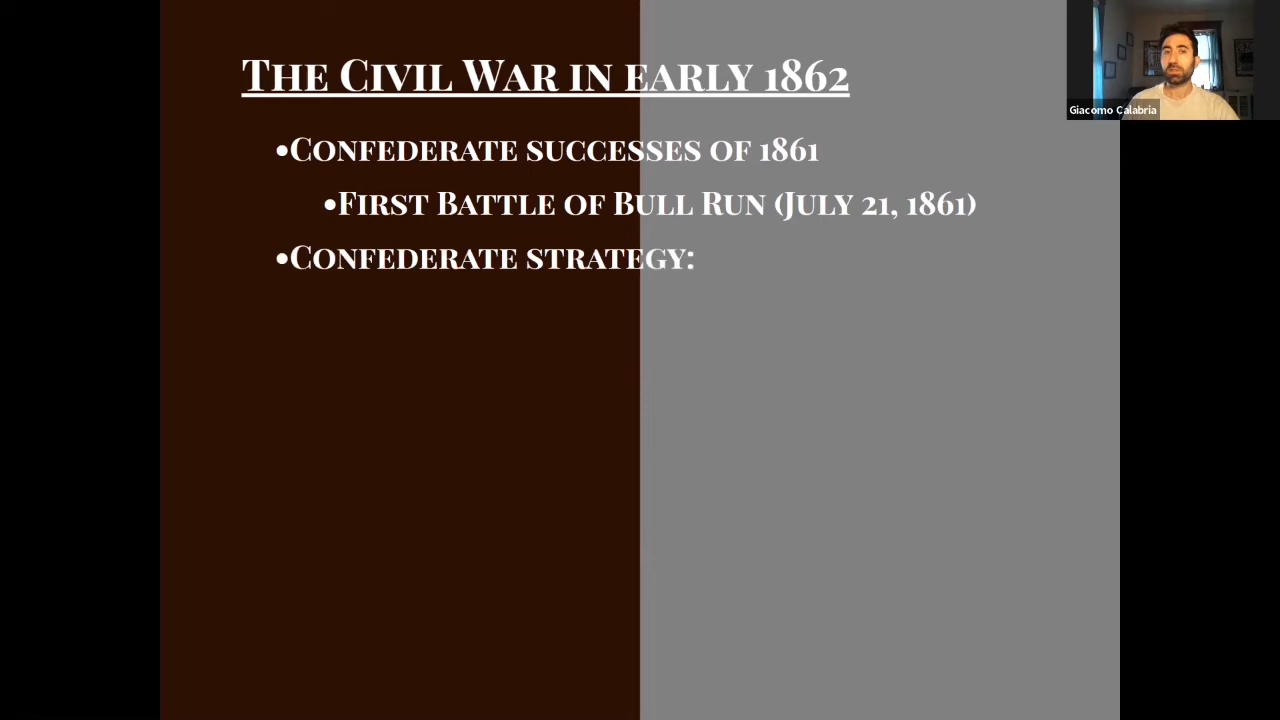 The Civil War in early 1862
•Confederate successes of 1861
•First Battle of Bull Run (July 21, 1861)
•Confederate strategy:
Giacomo Calabria